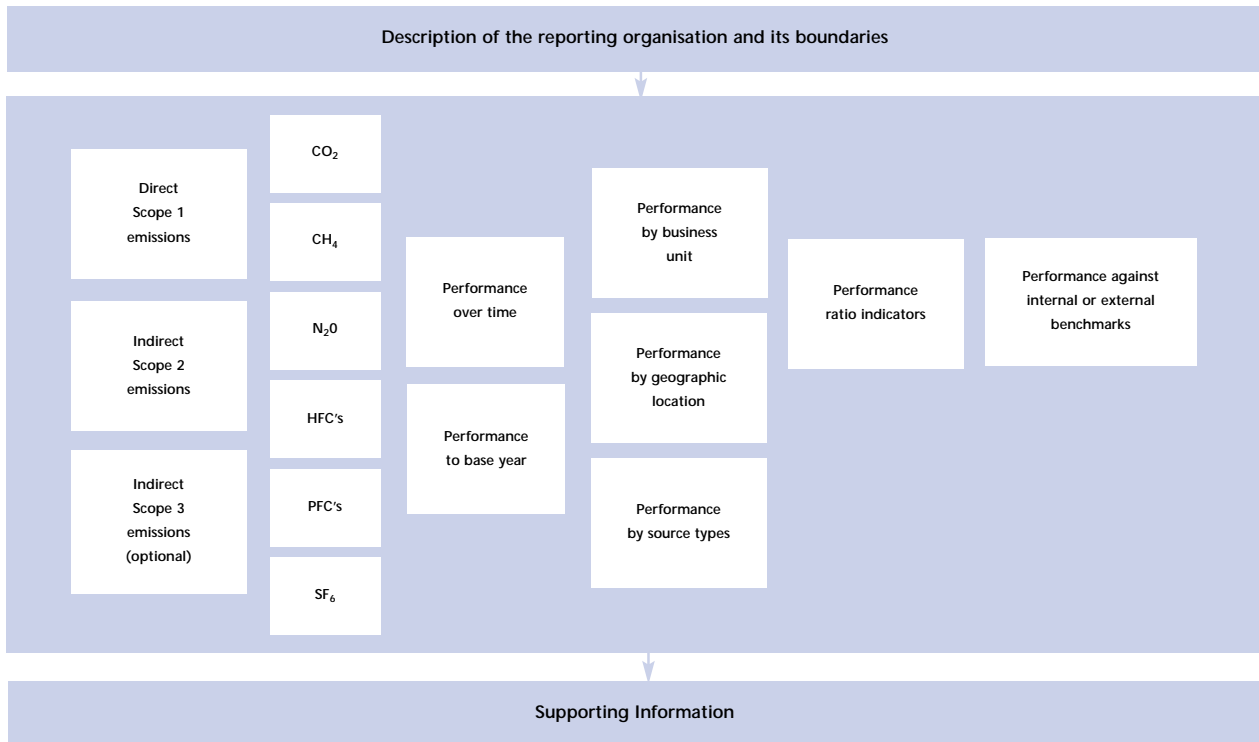 Description of the reporting organisation and its boundaries
Direct
Scope 1
emissions
Indirect
Scope 2
emissions
Indirect
Scope 3
emissions
(optional)
CO₂
CH₄
N₂0
HFC's
PFC's
SF₆
Performance
over time
Performance
to base year
Performance
by business
unit
Performance
by geographic
location
Performance
by source types
Performance
ratio indicators
Performance against
internal or external
benchmarks
Supporting Information